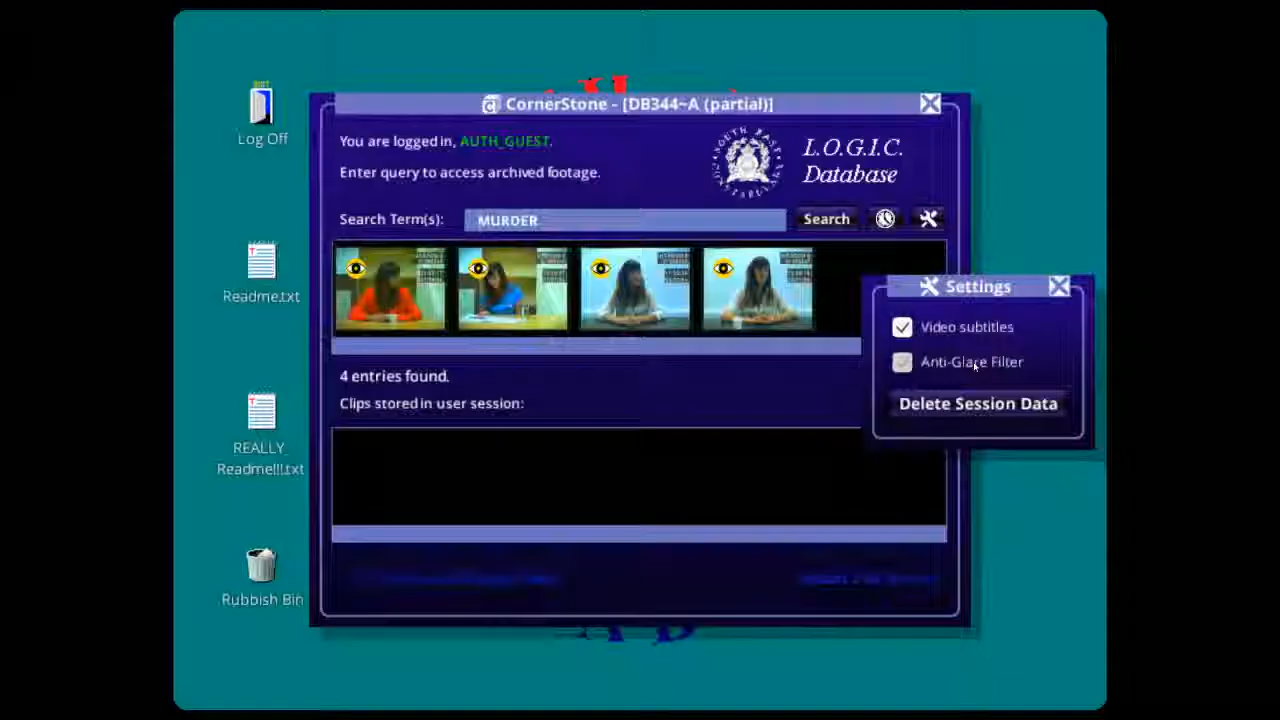 CornerStone - [DB344~A (partial)]
Log Off
You are logged in, AUTH_GUEST.
L.O.G.I.C.
Database
Enter query to access archived footage.
Search Term(s):
MURDER
Search
Readme.txt
Settings
Video subtitles
Anti-Glare Filter
Delete Session Data
4 entries found.
Clips stored in user session:
REALLY
Readme!!!.txt
Rubbish Bin